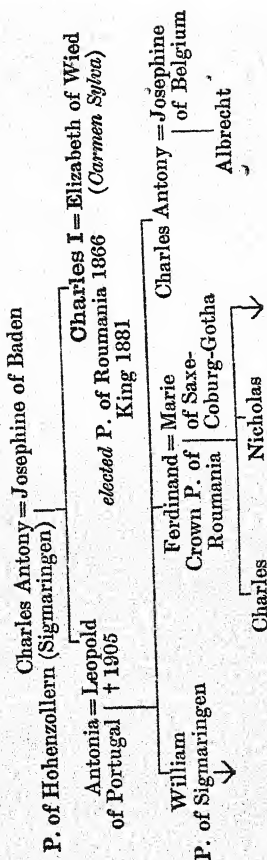 Charles Antony=Josephine of Baden
P. of Hohenzollern (Sigmaringen)
Antonia=Leopold
of Portugal † 1905
Charles I=Elizabeth of Wied
(Carmen Sylva)
elected P. of Roumania 1866
King 1881
William
P. of Sigmaringen
Ferdinand=Marie
Crown P. of of Saxe-
Roumania Coburg-Gotha
Charles Antony=Josephine
of Belgium
Charles Nicholas
Albrecht